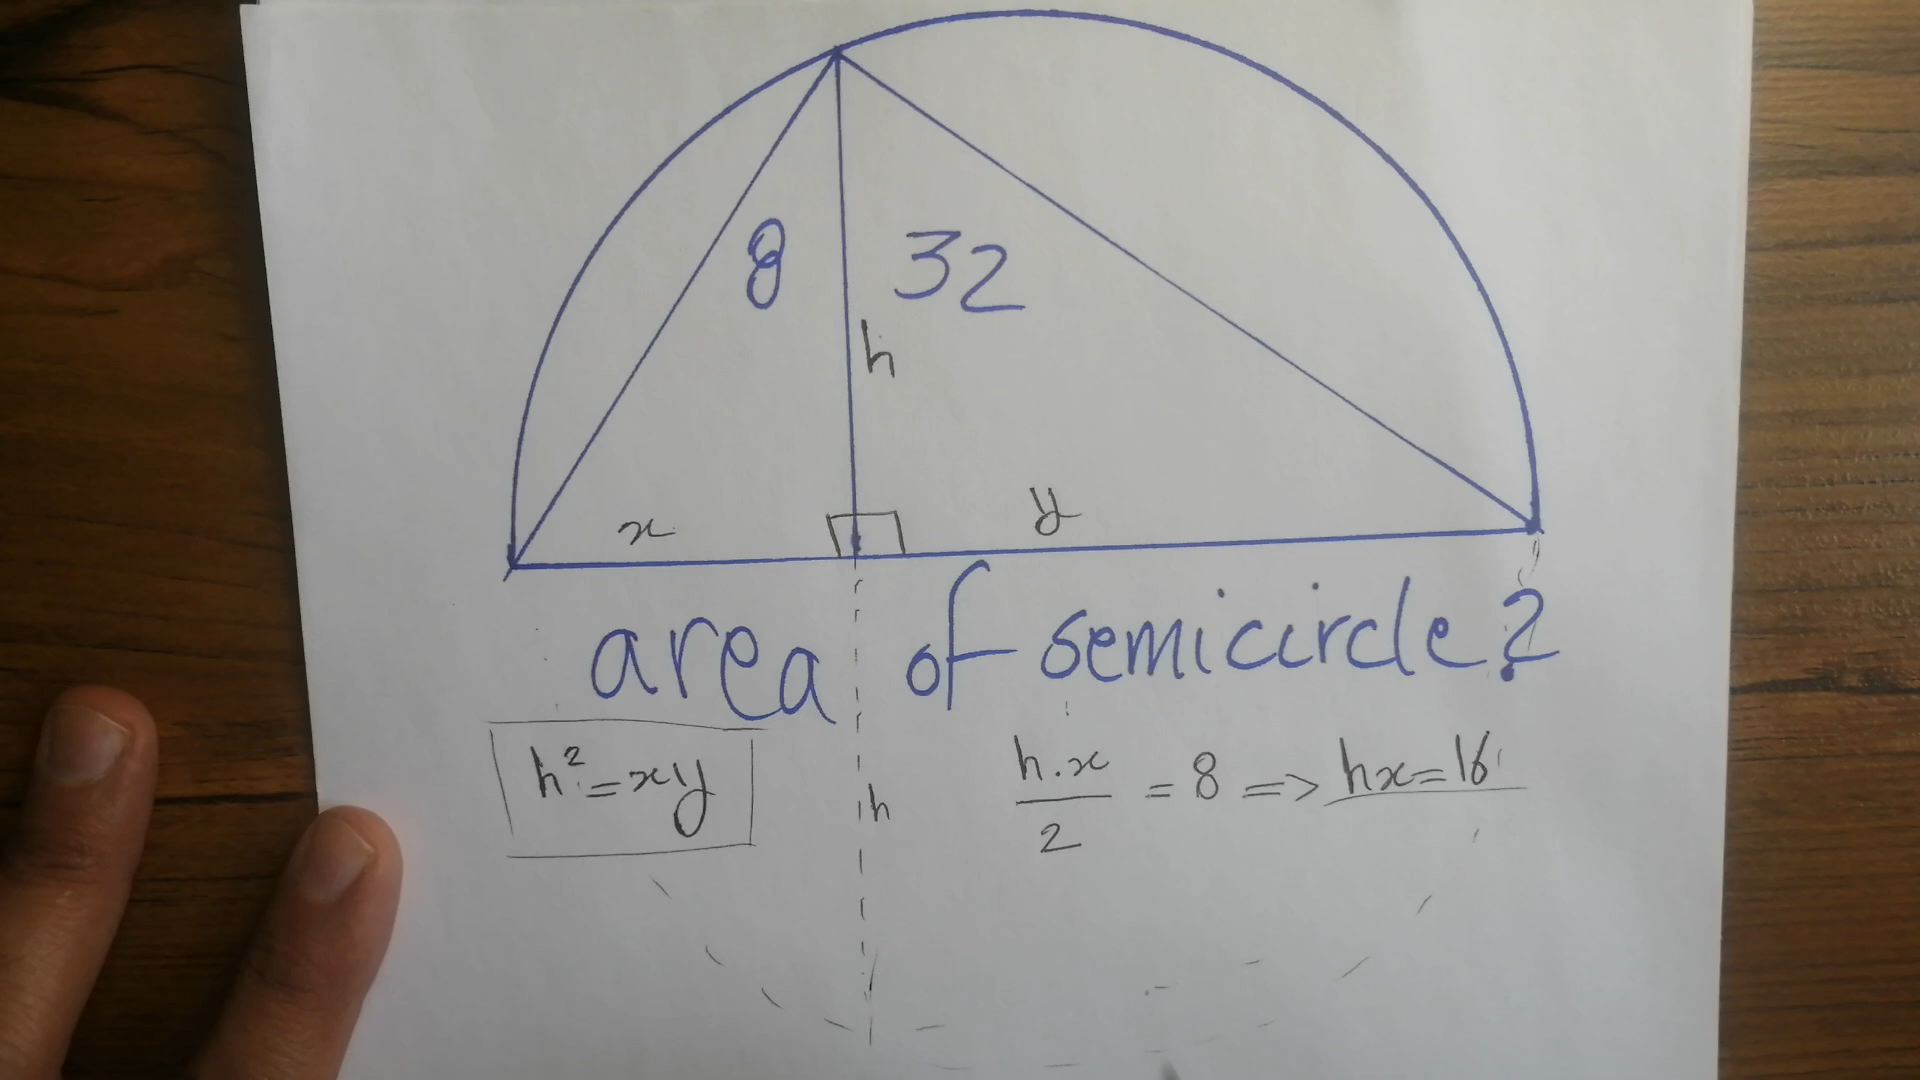 8 32
h
x y
area of semicircle?
h² = xy
h
h.x/2 = 8 => hx = 16